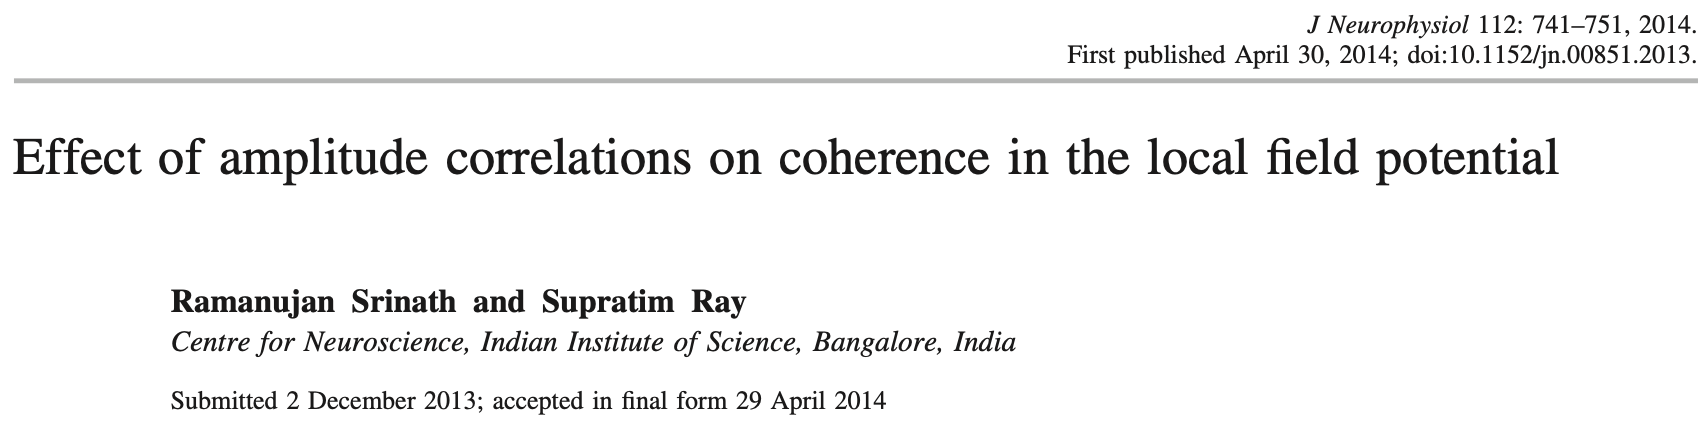 J Neurophysiol 112: 741–751, 2014.
First published April 30, 2014; doi:10.1152/jn.00851.2013.
Effect of amplitude correlations on coherence in the local field potential
Ramanujan Srinath and Supratim Ray
Centre for Neuroscience, Indian Institute of Science, Bangalore, India
Submitted 2 December 2013; accepted in final form 29 April 2014